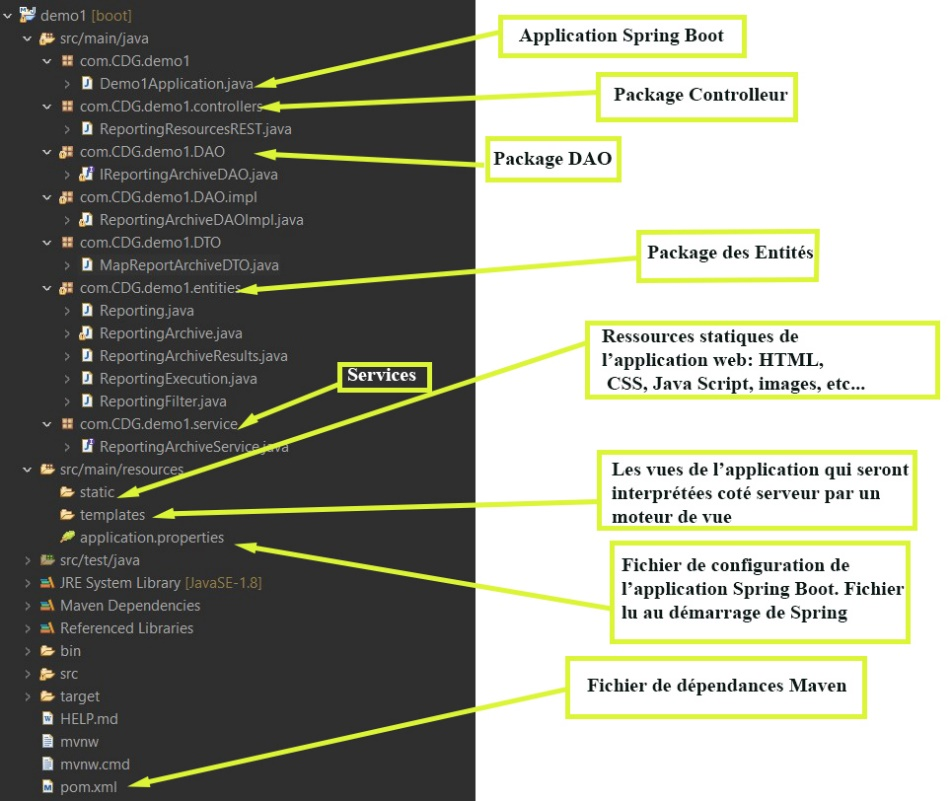 demo1 [boot]
src/main/java
com.CDG.demo1
Demo1Application.java
com.CDG.demo1.controllers
ReportingResourcesREST.java
com.CDG.demo1.DAO
IReportingArchiveDAO.java
com.CDG.demo1.DAO.impl
ReportingArchiveDAOImpl.java
com.CDG.demo1.DTO
MapReportArchiveDTO.java
com.CDG.demo1.entities
Reporting.java
ReportingArchive.java
ReportingArchiveResults.java
ReportingExecution.java
ReportingFilter.java
com.CDG.demo1.service
ReportingArchiveService.java
src/main/resources
static
templates
application.properties
src/test/java
JRE System Library [JavaSE-1.8]
Maven Dependencies
Referenced Libraries
bin
src
target
HELP.md
mvnw
mvnw.cmd
pom.xml
Application Spring Boot
Package Controlleur
Package DAO
Package des Entités
Services
Ressources statiques de
l’application web: HTML,
CSS, Java Script, images, etc...
Les vues de l’application qui seront
interprétées coté serveur par un
moteur de vue
Fichier de configuration de
l’application Spring Boot. Fichier
lu au démarrage de Spring
Fichier de dépendances Maven